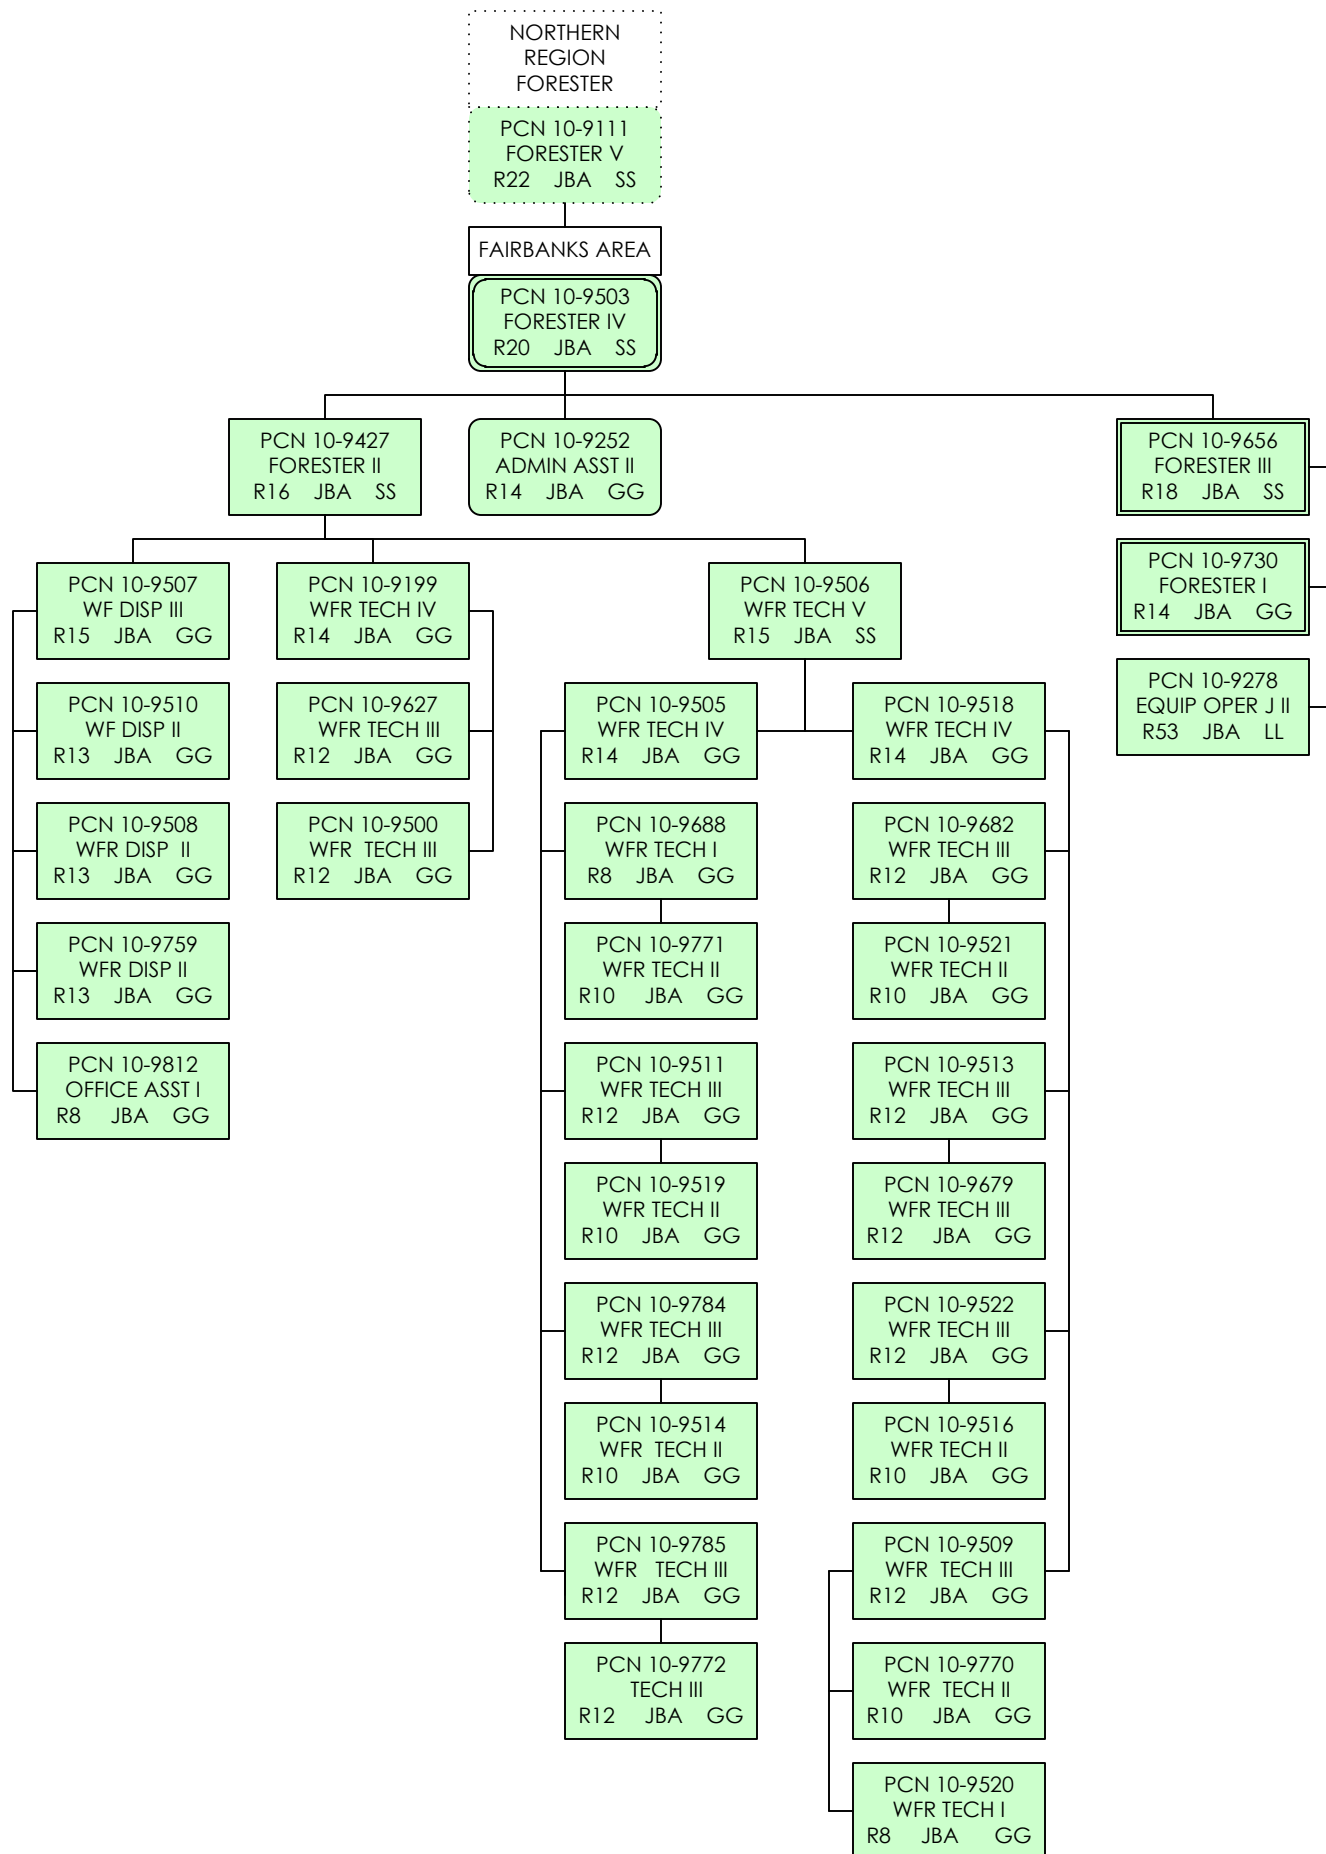 NORTHERN
REGION
FORESTER
PCN 10-9111
FORESTER V
R22 JBA SS
FAIRBANKS AREA
PCN 10-9503
FORESTER IV
R20 JBA SS
PCN 10-9427
FORESTER II
R16 JBA SS
PCN 10-9252
ADMIN ASST II
R14 JBA GG
PCN 10-9656
FORESTER III
R18 JBA SS
PCN 10-9730
FORESTER I
R14 JBA GG
PCN 10-9278
EQUIP OPER J II
R53 JBA LL
PCN 10-9507
WF DISP III
R15 JBA GG
PCN 10-9510
WF DISP II
R13 JBA GG
PCN 10-9508
WFR DISP II
R13 JBA GG
PCN 10-9759
WFR DISP II
R13 JBA GG
PCN 10-9812
OFFICE ASST I
R8 JBA GG
PCN 10-9199
WFR TECH IV
R14 JBA GG
PCN 10-9627
WFR TECH III
R12 JBA GG
PCN 10-9500
WFR TECH III
R12 JBA GG
PCN 10-9506
WFR TECH V
R15 JBA SS
PCN 10-9505
WFR TECH IV
R14 JBA GG
PCN 10-9688
WFR TECH I
R8 JBA GG
PCN 10-9771
WFR TECH II
R10 JBA GG
PCN 10-9511
WFR TECH III
R12 JBA GG
PCN 10-9519
WFR TECH II
R10 JBA GG
PCN 10-9784
WFR TECH III
R12 JBA GG
PCN 10-9514
WFR TECH II
R10 JBA GG
PCN 10-9785
WFR TECH III
R12 JBA GG
PCN 10-9772
TECH III
R12 JBA GG
PCN 10-9518
WFR TECH IV
R14 JBA GG
PCN 10-9682
WFR TECH III
R12 JBA GG
PCN 10-9521
WFR TECH II
R10 JBA GG
PCN 10-9513
WFR TECH III
R12 JBA GG
PCN 10-9679
WFR TECH III
R12 JBA GG
PCN 10-9522
WFR TECH III
R12 JBA GG
PCN 10-9516
WFR TECH II
R10 JBA GG
PCN 10-9509
WFR TECH III
R12 JBA GG
PCN 10-9770
WFR TECH II
R10 JBA GG
PCN 10-9520
WFR TECH I
R8 JBA GG